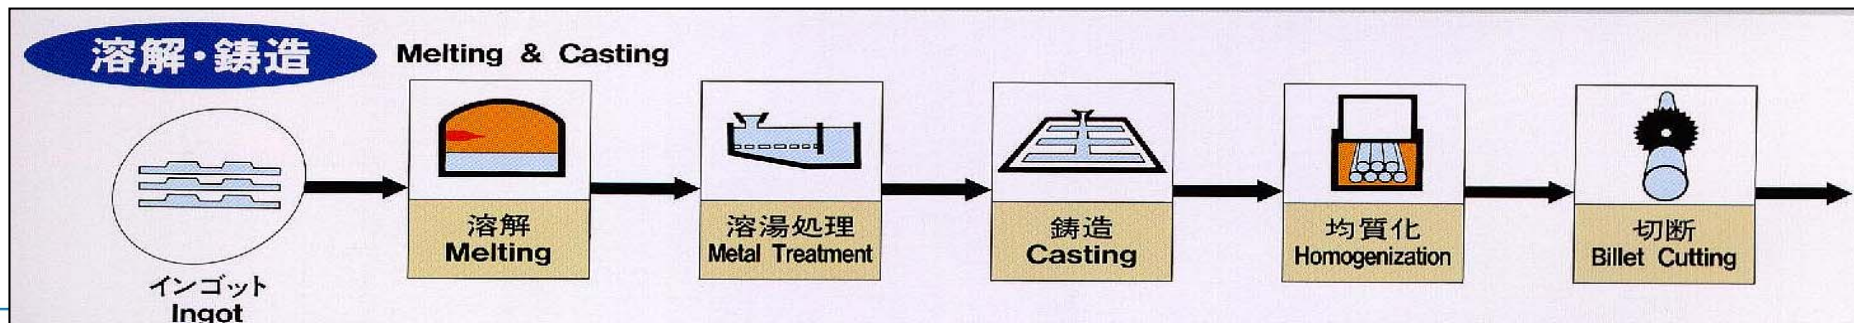 溶解・鋳造
Melting & Casting
インゴット
Ingot
溶解
Melting
溶湯処理
Metal Treatment
鋳造
Casting
均質化
Homogenization
切断
Billet Cutting